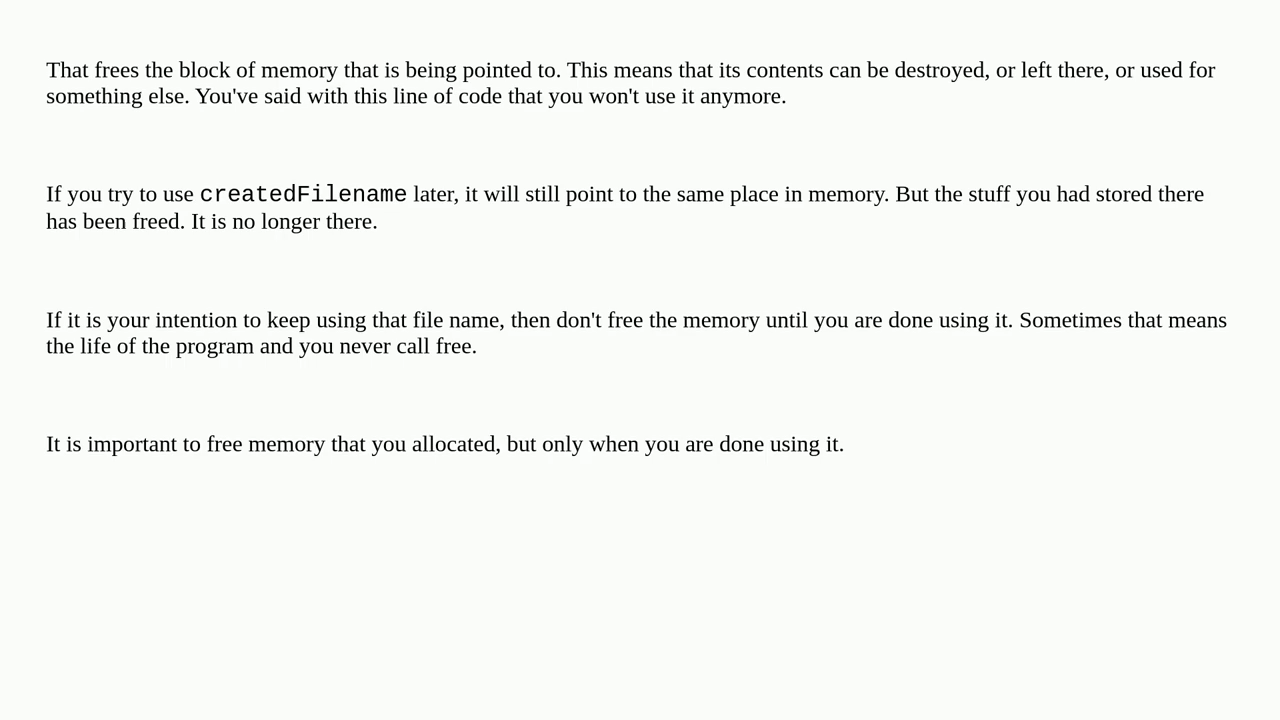 That frees the block of memory that is being pointed to. This means that its contents can be destroyed, or left there, or used for
something else. You've said with this line of code that you won't use it anymore.
If you try to use createdFilename later, it will still point to the same place in memory. But the stuff you had stored there
has been freed. It is no longer there.
If it is your intention to keep using that file name, then don't free the memory until you are done using it. Sometimes that means
the life of the program and you never call free.
It is important to free memory that you allocated, but only when you are done using it.